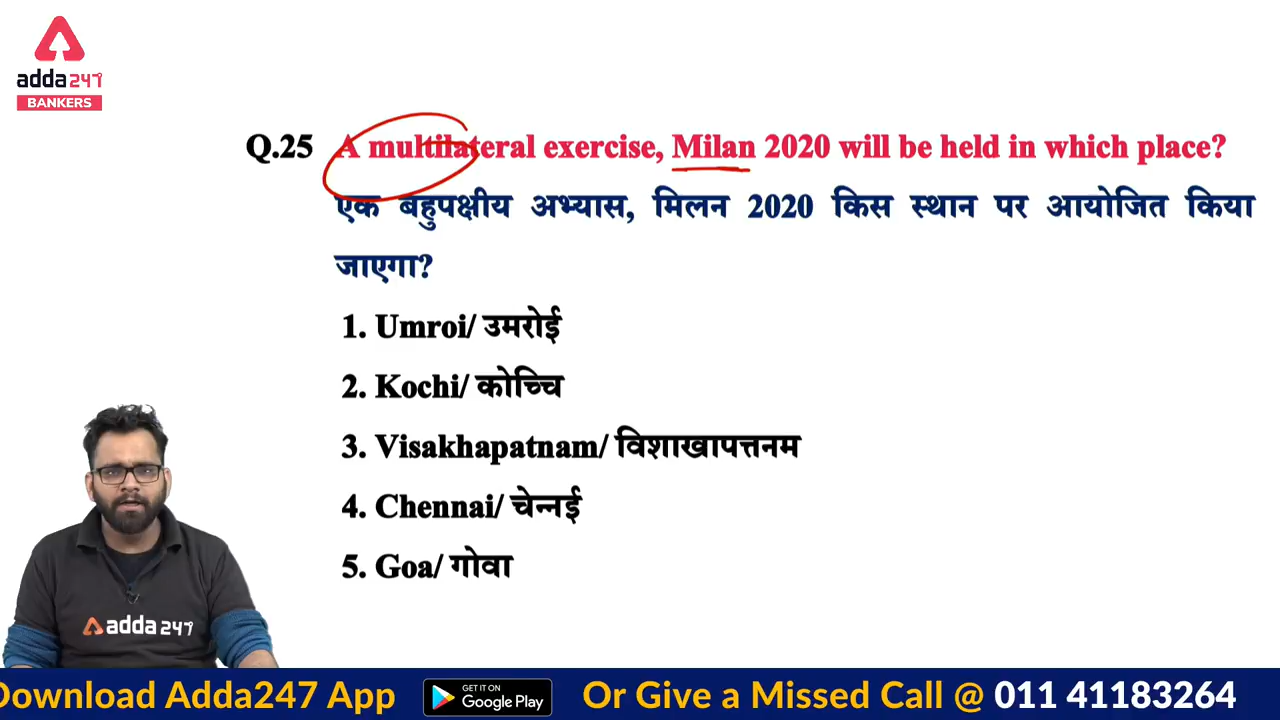 adda247
BANKERS
Q.25 A multilateral exercise, Milan 2020 will be held in which place?
एक बहुपक्षीय अभ्यास, मिलन 2020 किस स्थान पर आयोजित किया
जाएगा?
1. Umroi/ उमरोई
2. Kochi/ कोच्चि
3. Visakhapatnam/ विशाखापत्तनम
4. Chennai/ चेन्नई
5. Goa/ गोवा
adda247
Download Adda247 App GET IT ON Google Play Or Give a Missed Call @ 011 41183264